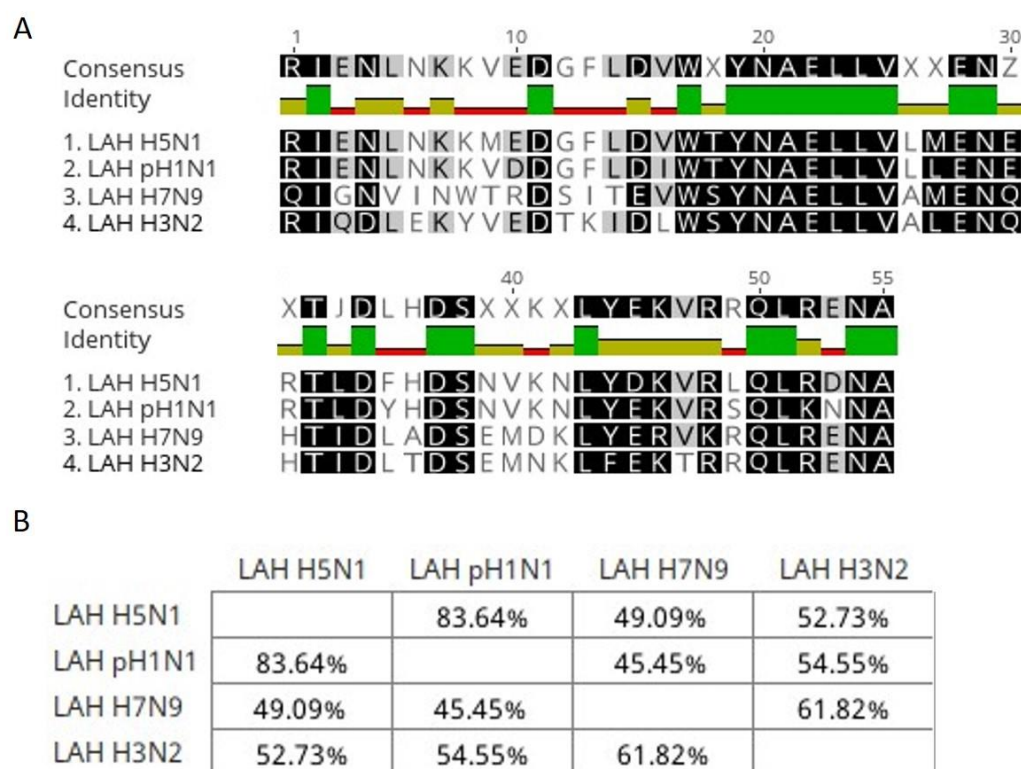 A
1 10 20 30
Consensus R I E N L N K K V E D G F L D V W X Y N A E L L V X X E N Z
Identity
1. LAH H5N1 R I E N L N K K M E D G F L D V W T Y N A E L L V L M E N E
2. LAH pH1N1 R I E N L N K K V D D G F L D I W T Y N A E L L V L L E N E
3. LAH H7N9 Q I G N V I N W T R D S I T E V W S Y N A E L L V A M E N Q
4. LAH H3N2 R I Q D L E K Y V E D T K I D L W S Y N A E L L V A L E N Q
40 50 55
Consensus X T J D L H D S X X K X L Y E K V R R Q L R E N A
Identity
1. LAH H5N1 R T L D F H D S N V K N L Y D K V R L Q L R D N A
2. LAH pH1N1 R T L D Y H D S N V K N L Y E K V R S Q L K N N A
3. LAH H7N9 H T I D L A D S E M D K L Y E R V K R Q L R E N A
4. LAH H3N2 H T I D L T D S E M N K L F E K T R R Q L R E N A
B
LAH H5N1 LAH pH1N1 LAH H7N9 LAH H3N2
LAH H5N1 83.64% 49.09% 52.73%
LAH pH1N1 83.64% 45.45% 54.55%
LAH H7N9 49.09% 45.45% 61.82%
LAH H3N2 52.73% 54.55% 61.82%